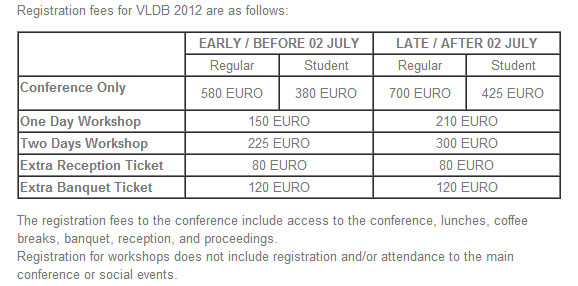 Registration fees for VLDB 2012 are as follows:
EARLY / BEFORE 02 JULY LATE / AFTER 02 JULY
Regular Student Regular Student
Conference Only 580 EURO 380 EURO 700 EURO 425 EURO
One Day Workshop 150 EURO 210 EURO
Two Days Workshop 225 EURO 300 EURO
Extra Reception Ticket 80 EURO 80 EURO
Extra Banquet Ticket 120 EURO 120 EURO
The registration fees to the conference include access to the conference, lunches, coffee
breaks, banquet, reception, and proceedings.
Registration for workshops does not include registration and/or attendance to the main
conference or social events.